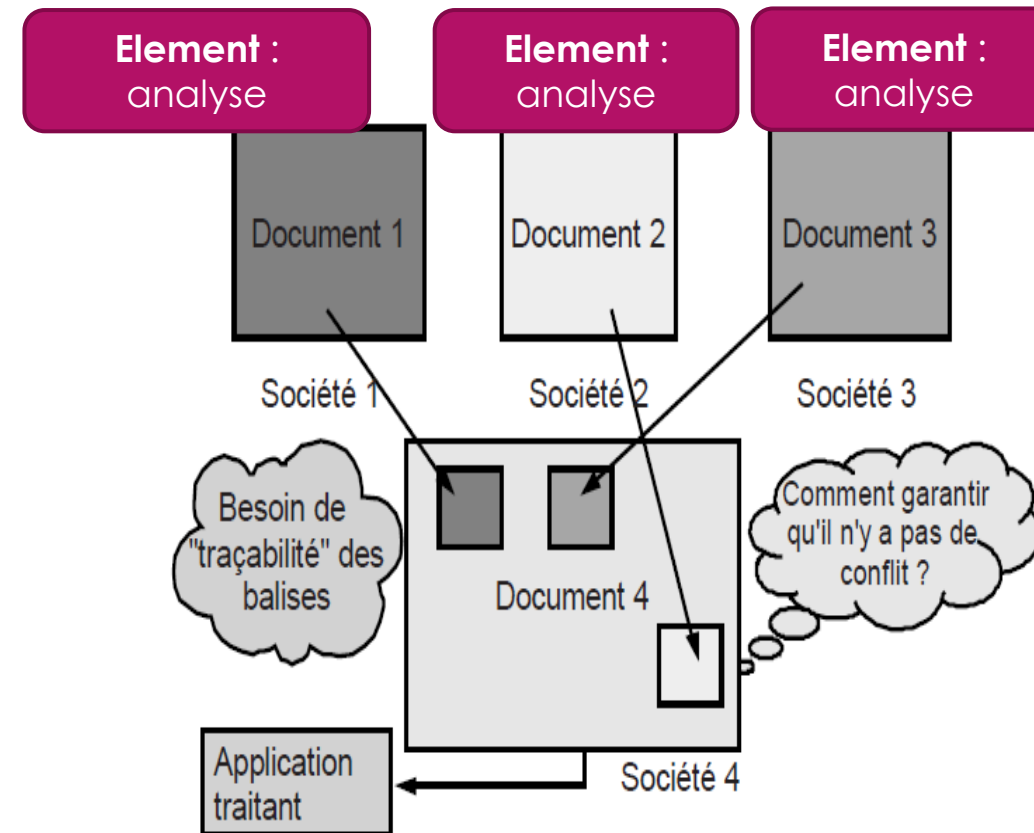 Element :
analyse
Element :
analyse
Element :
analyse
Document 1
Document 2
Document 3
Société 1
Société 2
Société 3
Besoin de
"traçabilité" des
balises
Comment garantir
qu'il n'y a pas de
conflit ?
Document 4
Application
traitant
Société 4